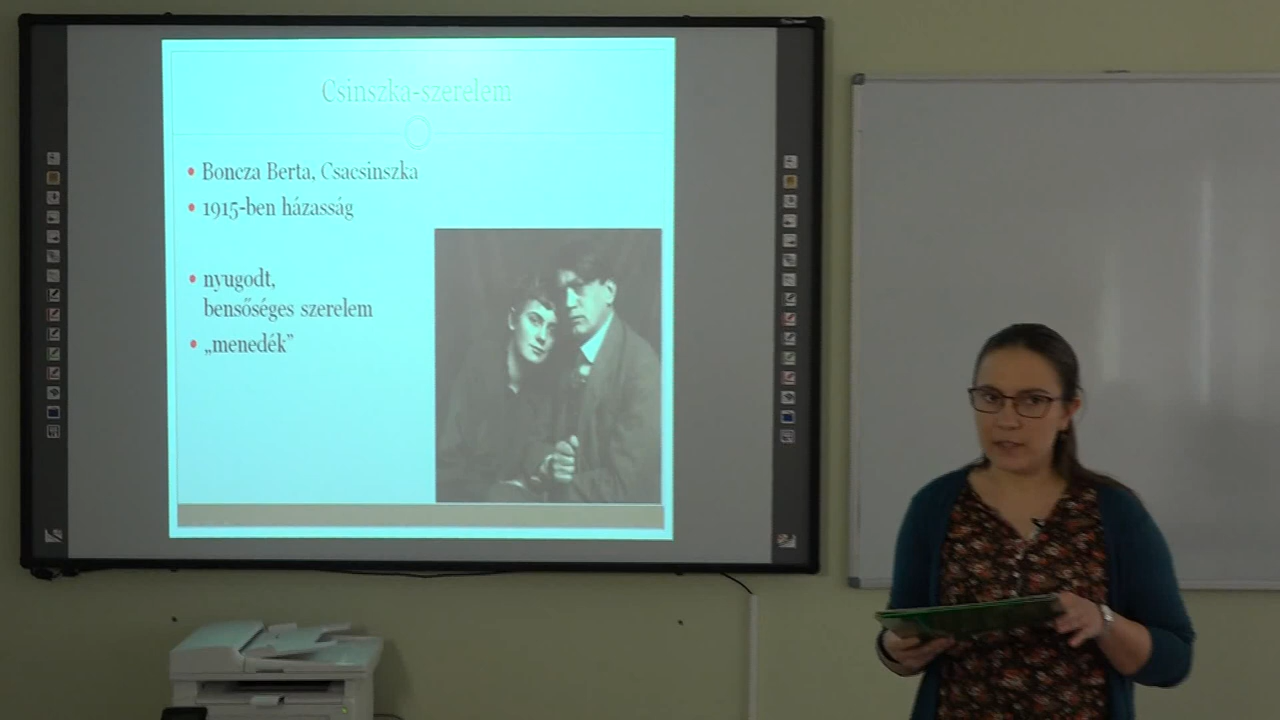 Csinszka-szerelem
• Boncza Berta, Csacsinszka
• 1915-ben házasság
• nyugodt,
bensőséges szerelem
• „menedék”